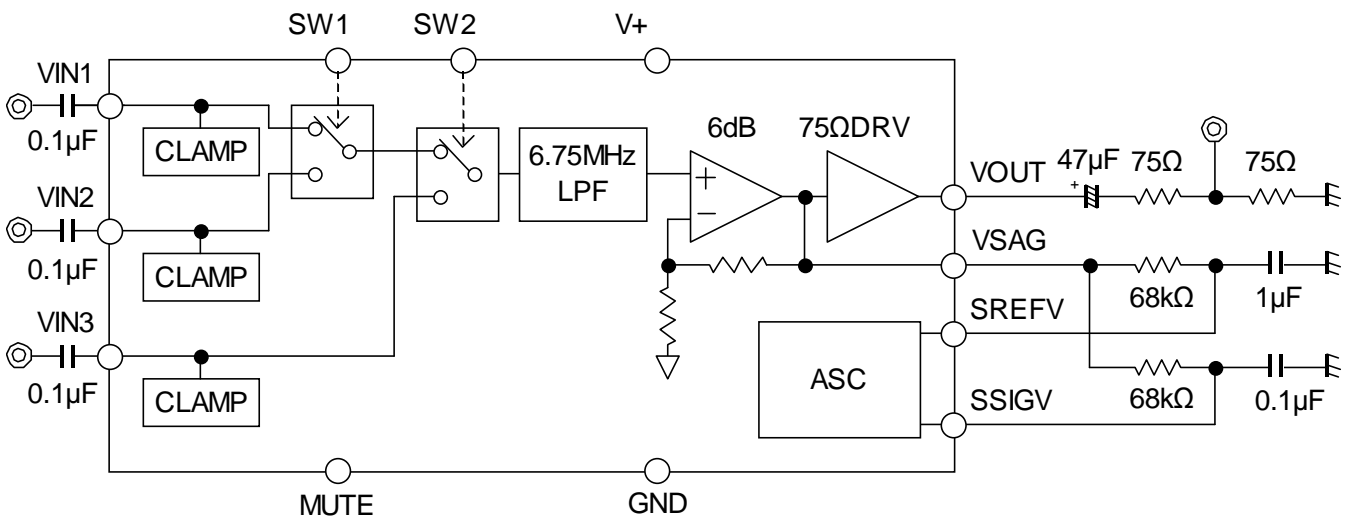 SW1
SW2
V+
VIN1
0.1µF
CLAMP
6.75MHz
LPF
6dB
75ΩDRV
+
−
VOUT
47µF
+
75Ω
75Ω
VIN2
0.1µF
CLAMP
VSAG
68kΩ
1µF
SREFV
VIN3
0.1µF
CLAMP
ASC
68kΩ
0.1µF
SSIGV
MUTE
GND